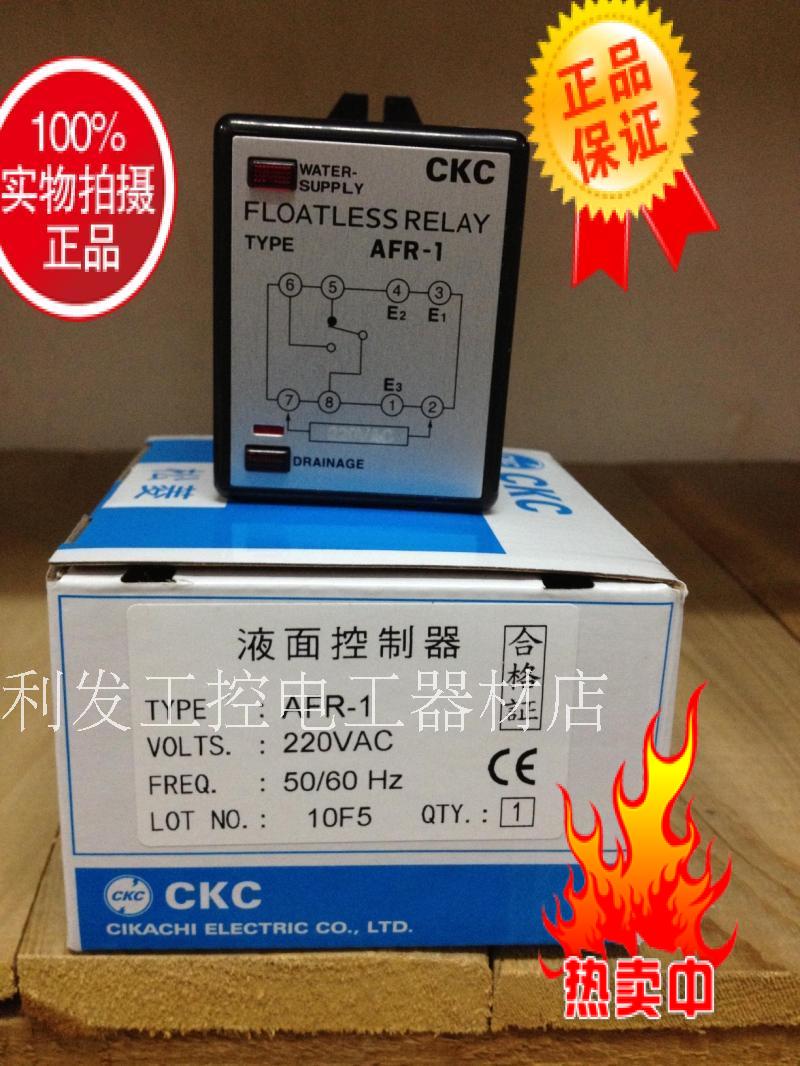 100%
实物拍摄
正品
正品
保证
WATER-
SUPPLY
CKC
FLOATLESS RELAY
TYPE AFR-1
6 5 4 3
E2 E1
E3
7 8 1 2
220VAC
DRAINAGE
CKC
液面控制器
合格证
利发工控电工器材店
TYPE : AFR-1
VOLTS. : 220VAC
FREQ. : 50/60 Hz
CE
LOT NO. : 10F5 QTY. : 1
CKC CKC
CIKACHI ELECTRIC CO., LTD.
热卖中